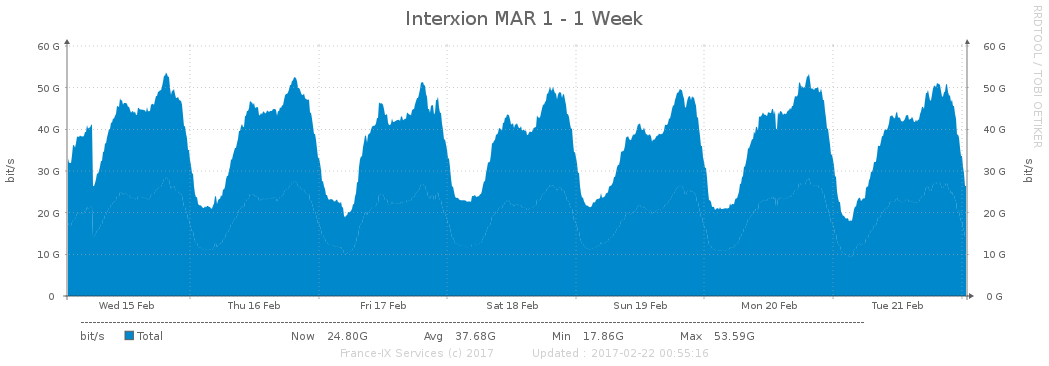 Interxion MAR 1 - 1 Week
RRDTOOL / TOBI OETIKER
60 G 60 G
50 G 50 G
40 G 40 G
30 G 30 G
20 G 20 G
10 G 10 G
0 0 G
bit/s
bit/s
Wed 15 Feb Thu 16 Feb Fri 17 Feb Sat 18 Feb Sun 19 Feb Mon 20 Feb Tue 21 Feb
bit/s Total Now 24.80G Avg 37.68G Min 17.86G Max 53.59G
France-IX Services (c) 2017 Updated : 2017-02-22 00:55:16